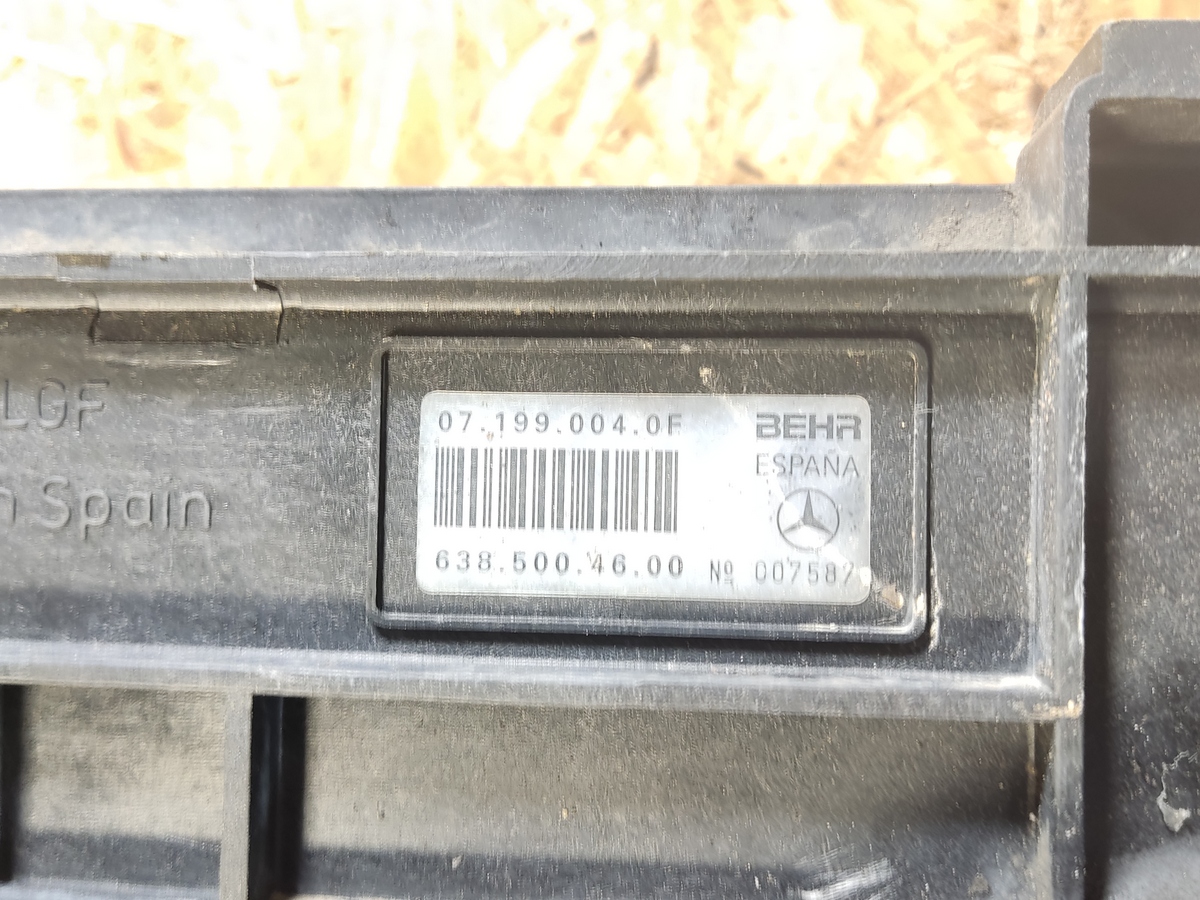 LGF
n Spain
07.199.004.0F
BEHR
ESPAÑA
638.500.46.00
Nº 007587